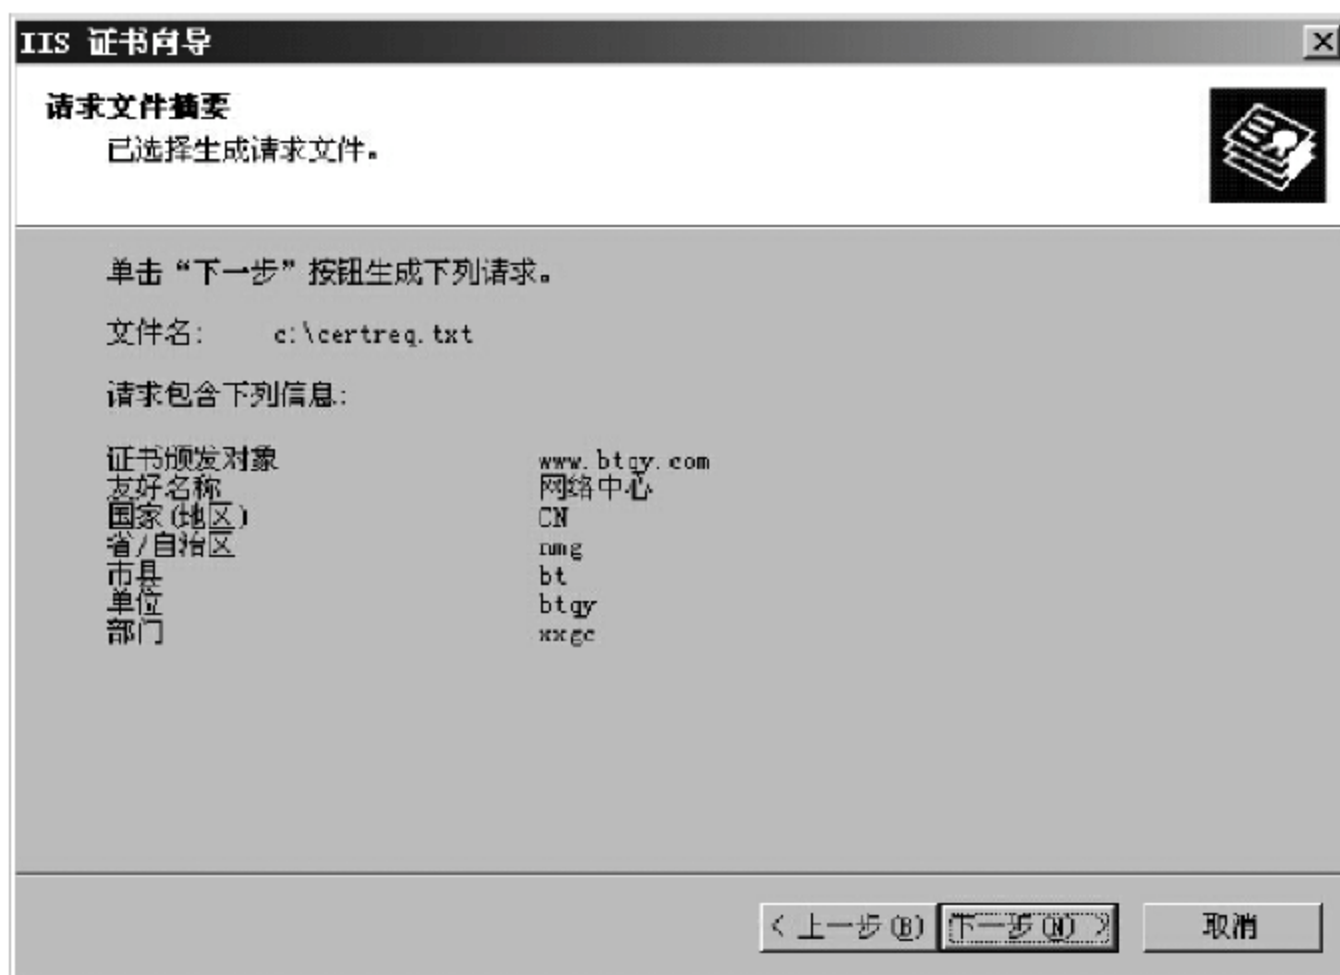 IIS 证书向导
请求文件摘要
已选择生成请求文件。
单击“下一步”按钮生成下列请求。
文件名: c:\certreq.txt
请求包含下列信息:
证书颁发对象 www.btqy.com
友好名称 网络中心
国家(地区) CN
省/自治区 nmg
市县 bt
单位 btqy
部门 xxgc
< 上一步(B) 下一步(N) > 取消